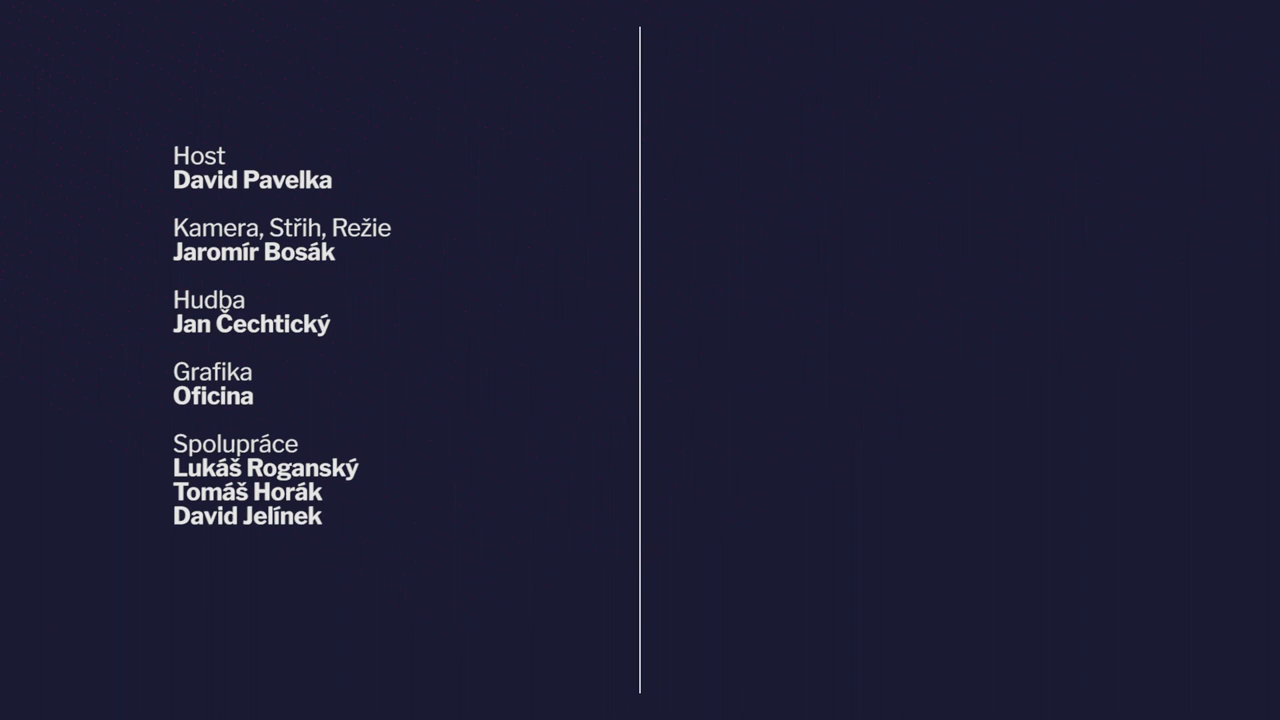 Host
David Pavelka
Kamera, Střih, Režie
Jaromír Bosák
Hudba
Jan Čechtický
Grafika
Oficina
Spolupráce
Lukáš Roganský
Tomáš Horák
David Jelínek